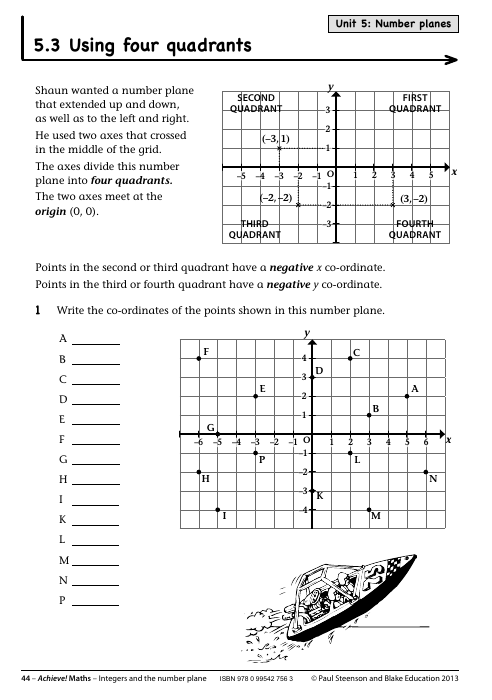 Unit 5: Number planes
5.3 Using four quadrants
Shaun wanted a number plane
that extended up and down,
as well as to the left and right.
He used two axes that crossed
in the middle of the grid.
The axes divide this number
plane into four quadrants.
The two axes meet at the
origin (0, 0).
y
SECOND
QUADRANT
FIRST
QUADRANT
3
2
(–3, 1)
1
–5 –4 –3 –2 –1 O 1 2 3 4 5 x
–1
(–2, –2)
(3, –2)
–2
–3
THIRD
QUADRANT
FOURTH
QUADRANT
Points in the second or third quadrant have a negative x co-ordinate.
Points in the third or fourth quadrant have a negative y co-ordinate.
1 Write the co-ordinates of the points shown in this number plane.
A
B
C
D
E
F
G
H
I
K
L
M
N
P
y
F
C
4
D
3
E
A
2
B
1
G
–6 –5 –4 –3 –2 –1 O 1 2 3 4 5 6 x
–1
P
L
–2
H
N
–3
K
–4
I
M
44 – Achieve! Maths – Integers and the number plane ISBN 978 0 99542 756 3 © Paul Steenson and Blake Education 2013